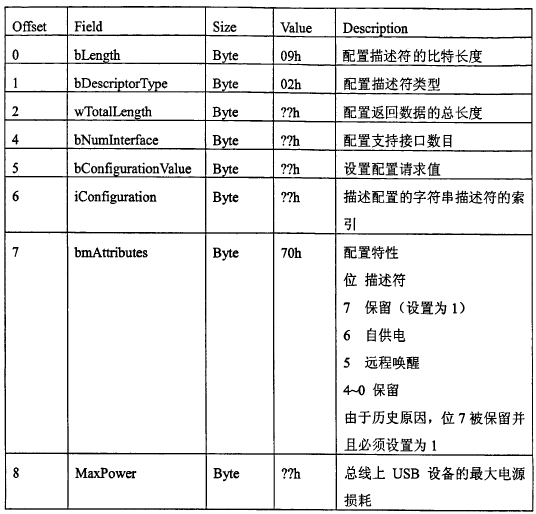 Offset Field Size Value Description
0 bLength Byte 09h 配置描述符的比特长度
1 bDescriptorType Byte 02h 配置描述符类型
2 wTotalLength Byte ??h 配置返回数据的总长度
4 bNumInterface Byte ??h 配置支持接口数目
5 bConfigurationValue Byte ??h 设置配置请求值
6 iConfiguration Byte ??h 描述配置的字符串描述符的索
引
7 bmAttributes Byte 70h 配置特性
位 描述符
7 保留（设置为 1）
6 自供电
5 远程唤醒
4~0 保留
由于历史原因，位 7 被保留并
且必须设置为 1
8 MaxPower Byte ??h 总线上 USB 设备的最大电源
损耗